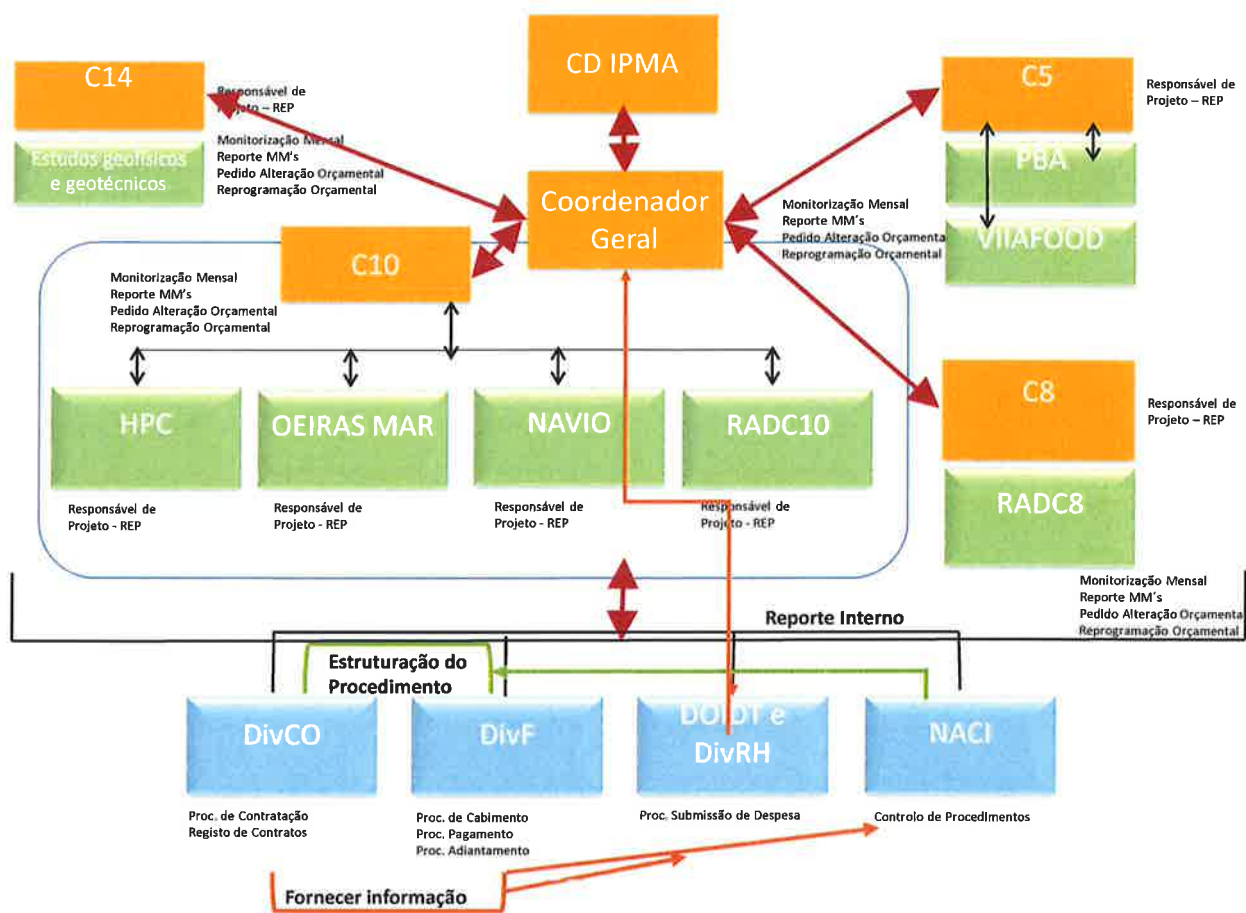 CD IPMA
C14
Responsável de
Projeto – REP
Estudos geofísicos
e geotécnicos
Monitorização Mensal
Reporte MM's
Pedido Alteração Orçamental
Reprogramação Orçamental
C5
Responsável de
Projeto – REP
PBA
VIIAFOOD
Coordenador
Geral
Monitorização Mensal
Reporte MM´s
Pedido Alteração Orçamenta
Reprogramação Orçamental
C10
Monitorização Mensal
Reporte MM's
Pedido Alteração Orçamental
Reprogramação Orçamental
C8
Responsável de
Projeto – REP
RADC8
HPC
OEIRAS MAR
NAVIO
RADC10
Responsável de
Projeto - REP
Responsável de
Projeto - REP
Responsável de
Projeto - REP
Responsável de
Projeto - REP
Monitorização Mensal
Reporte MM´s
Pedido Alteração Orçamenta
Reprogramação Orçamental
Reporte Interno
Estruturação do
Procedimento
DivCO
DivF
DOIDT e
DivRH
NACI
Proc. de Contratação
Registo de Contratos
Proc. de Cabimento
Proc. Pagamento
Proc. Adiantamento
Proc. Submissão de Despesa
Controlo de Procedimentos
Fornecer informação